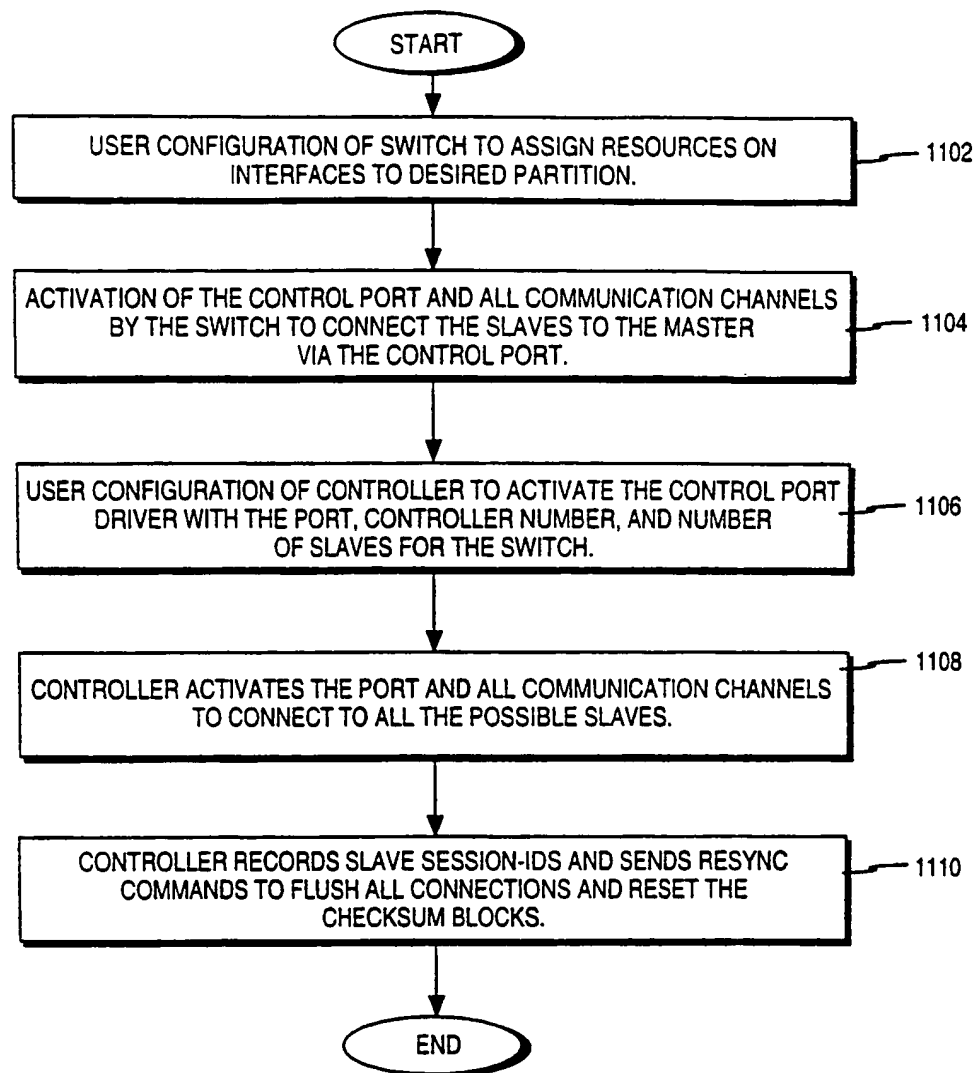 START
USER CONFIGURATION OF SWITCH TO ASSIGN RESOURCES ON
INTERFACES TO DESIRED PARTITION.
1102
ACTIVATION OF THE CONTROL PORT AND ALL COMMUNICATION CHANNELS
BY THE SWITCH TO CONNECT THE SLAVES TO THE MASTER
VIA THE CONTROL PORT.
1104
USER CONFIGURATION OF CONTROLLER TO ACTIVATE THE CONTROL PORT
DRIVER WITH THE PORT, CONTROLLER NUMBER, AND NUMBER
OF SLAVES FOR THE SWITCH.
1106
CONTROLLER ACTIVATES THE PORT AND ALL COMMUNICATION CHANNELS
TO CONNECT TO ALL THE POSSIBLE SLAVES.
1108
CONTROLLER RECORDS SLAVE SESSION-IDS AND SENDS RESYNC
COMMANDS TO FLUSH ALL CONNECTIONS AND RESET THE
CHECKSUM BLOCKS.
1110
END